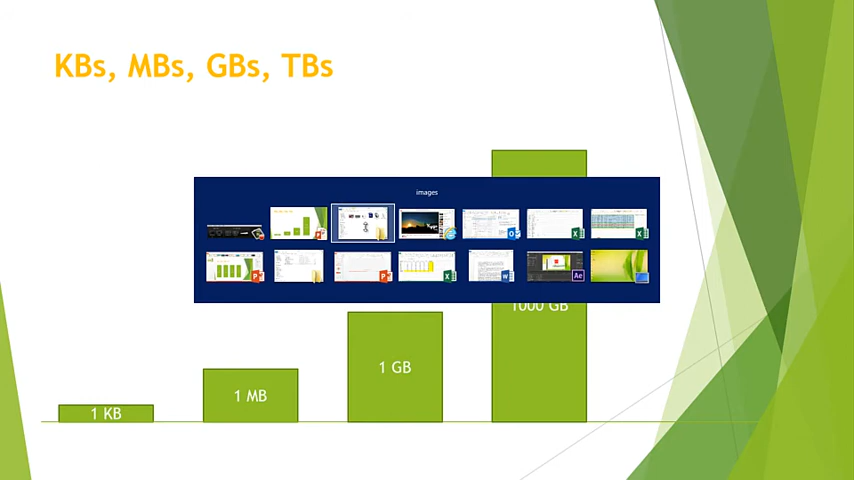 KBs, MBs, GBs, TBs
images
1000 GB
1 GB
1 MB
1 KB